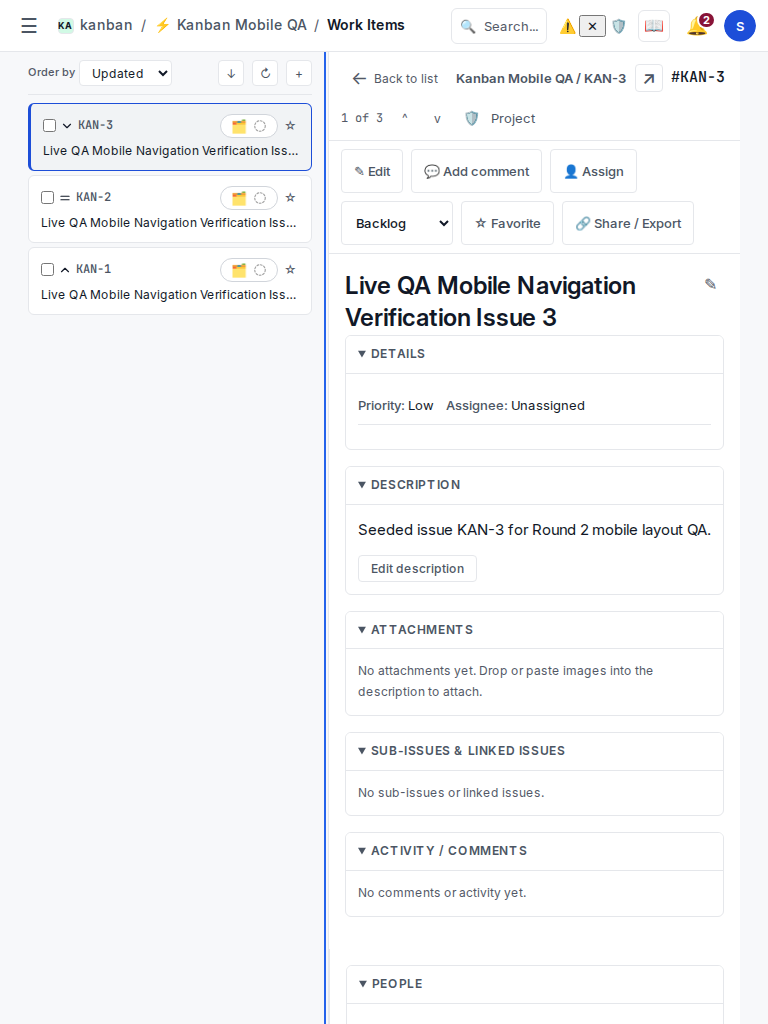 KA kanban / ⚡ Kanban Mobile QA / Work Items
Search...
2
S
Order by Updated
KAN-3
Live QA Mobile Navigation Verification Iss...
KAN-2
Live QA Mobile Navigation Verification Iss...
KAN-1
Live QA Mobile Navigation Verification Iss...
← Back to list Kanban Mobile QA / KAN-3 #KAN-3
1 of 3 ^ v Project
✎ Edit
Add comment
Assign
Backlog
☆ Favorite
Share / Export
Live QA Mobile Navigation
Verification Issue 3
▼ DETAILS
Priority: Low Assignee: Unassigned
▼ DESCRIPTION
Seeded issue KAN-3 for Round 2 mobile layout QA.
Edit description
▼ ATTACHMENTS
No attachments yet. Drop or paste images into the
description to attach.
▼ SUB-ISSUES & LINKED ISSUES
No sub-issues or linked issues.
▼ ACTIVITY / COMMENTS
No comments or activity yet.
▼ PEOPLE